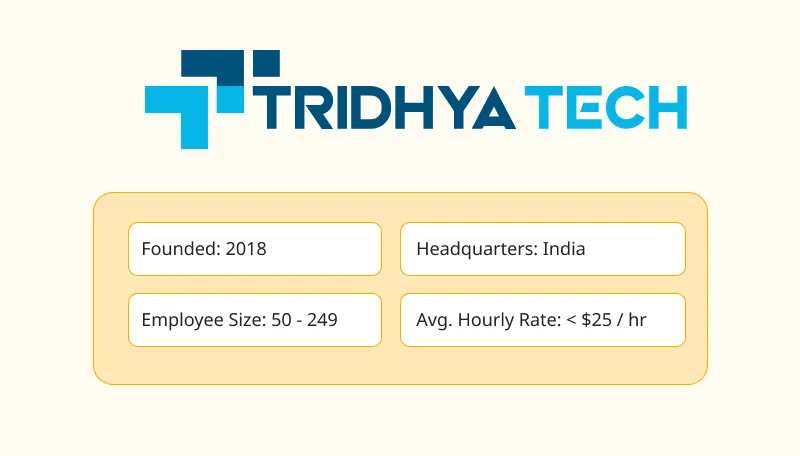 TRIDHYA TECH
Founded: 2018
Headquarters: India
Employee Size: 50 - 249
Avg. Hourly Rate: < $25 / hr